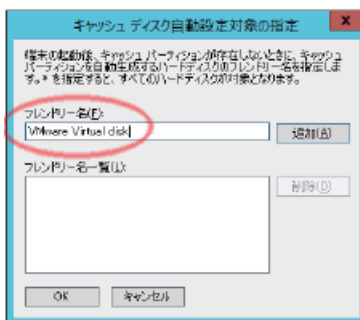 キャッシュ ディスク自動設定対象の指定
端末の起動後、キャッシュ パーティションが存在しないときに、キャッシュ
パーティションを自動生成するハードディスクのフレンドリー名を指定しま
す。* を指定すると、すべてのハードディスクが対象となります。
フレンドリー名(F):
VMware Virtual disk
追加(A)
フレンドリー名一覧(L):
削除(D)
OK
キャンセル